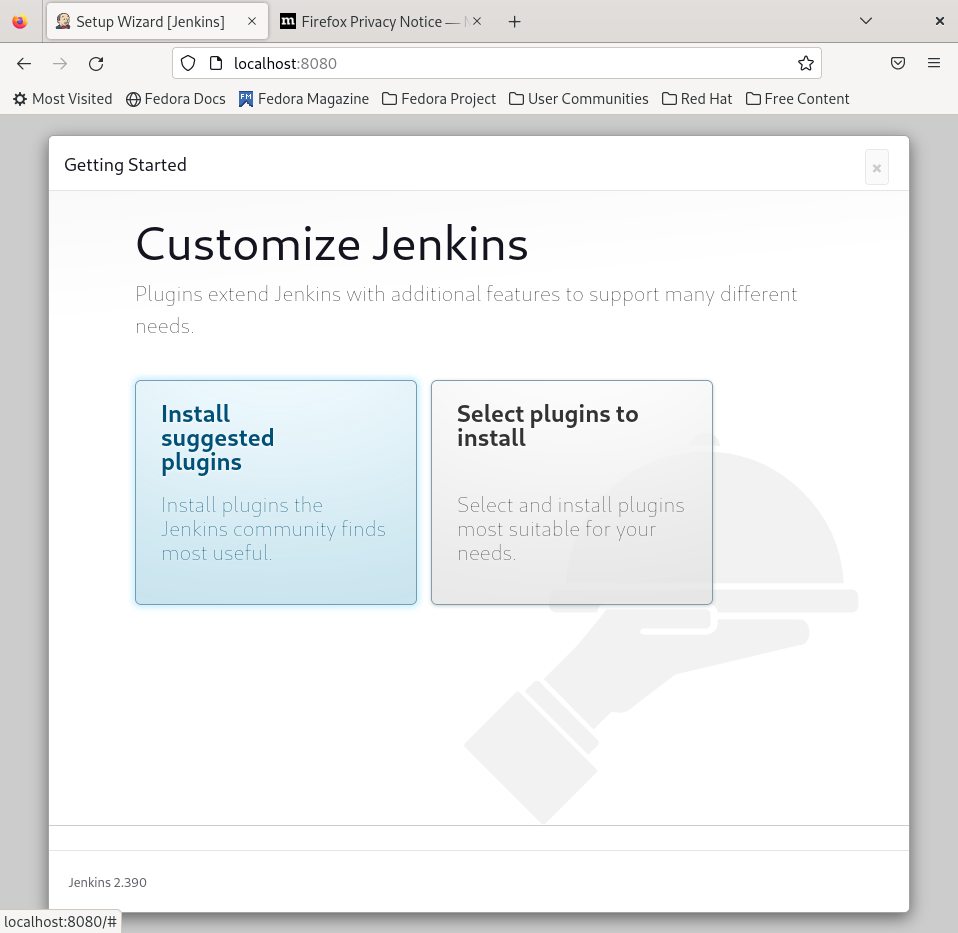 Setup Wizard [Jenkins]
Firefox Privacy Notice —
localhost:8080
Most Visited Fedora Docs Fedora Magazine Fedora Project User Communities Red Hat Free Content
Getting Started
Customize Jenkins
Plugins extend Jenkins with additional features to support many different
needs.
Install
suggested
plugins
Install plugins the
Jenkins community finds
most useful.
Select plugins to
install
Select and install plugins
most suitable for your
needs.
Jenkins 2.390
localhost:8080/#